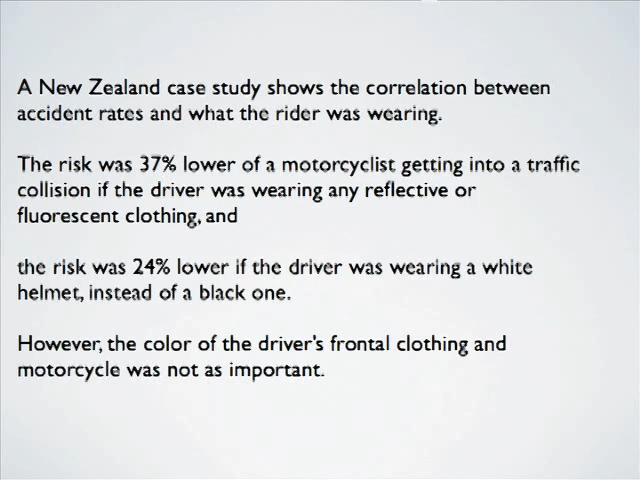 A New Zealand case study shows the correlation between
accident rates and what the rider was wearing.
The risk was 37% lower of a motorcyclist getting into a traffic
collision if the driver was wearing any reflective or
fluorescent clothing, and
the risk was 24% lower if the driver was wearing a white
helmet, instead of a black one.
However, the color of the driver's frontal clothing and
motorcycle was not as important.